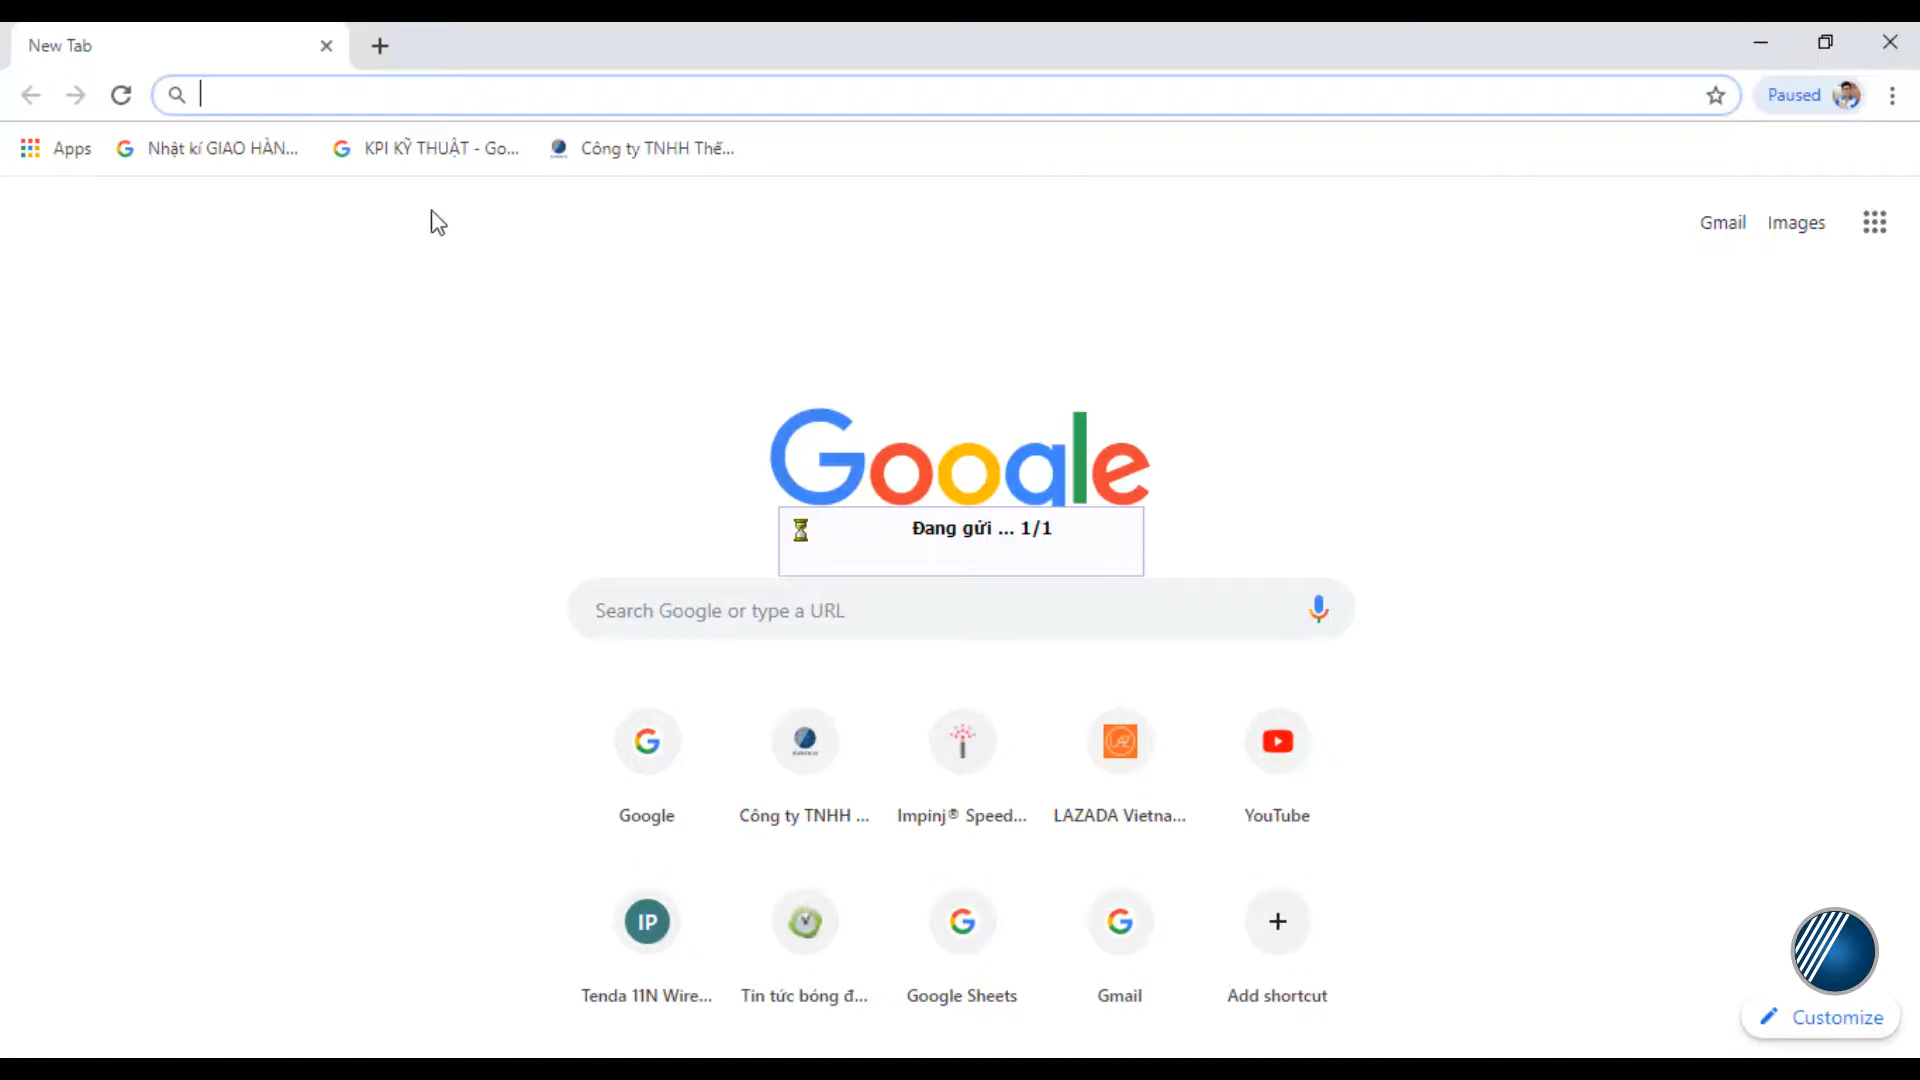 New Tab
Paused
Apps
Nhật kí GIAO HÀN...
KPI KỸ THUẬT - Go...
Công ty TNHH Thế...
Gmail
Images
Google
Đang gửi ... 1/1
Search Google or type a URL
Google
Công ty TNHH ...
Impinj® Speed...
LAZADA Vietna...
YouTube
IP
Tenda 11N Wire...
Tin tức bóng đ...
Google Sheets
Gmail
Add shortcut
Customize